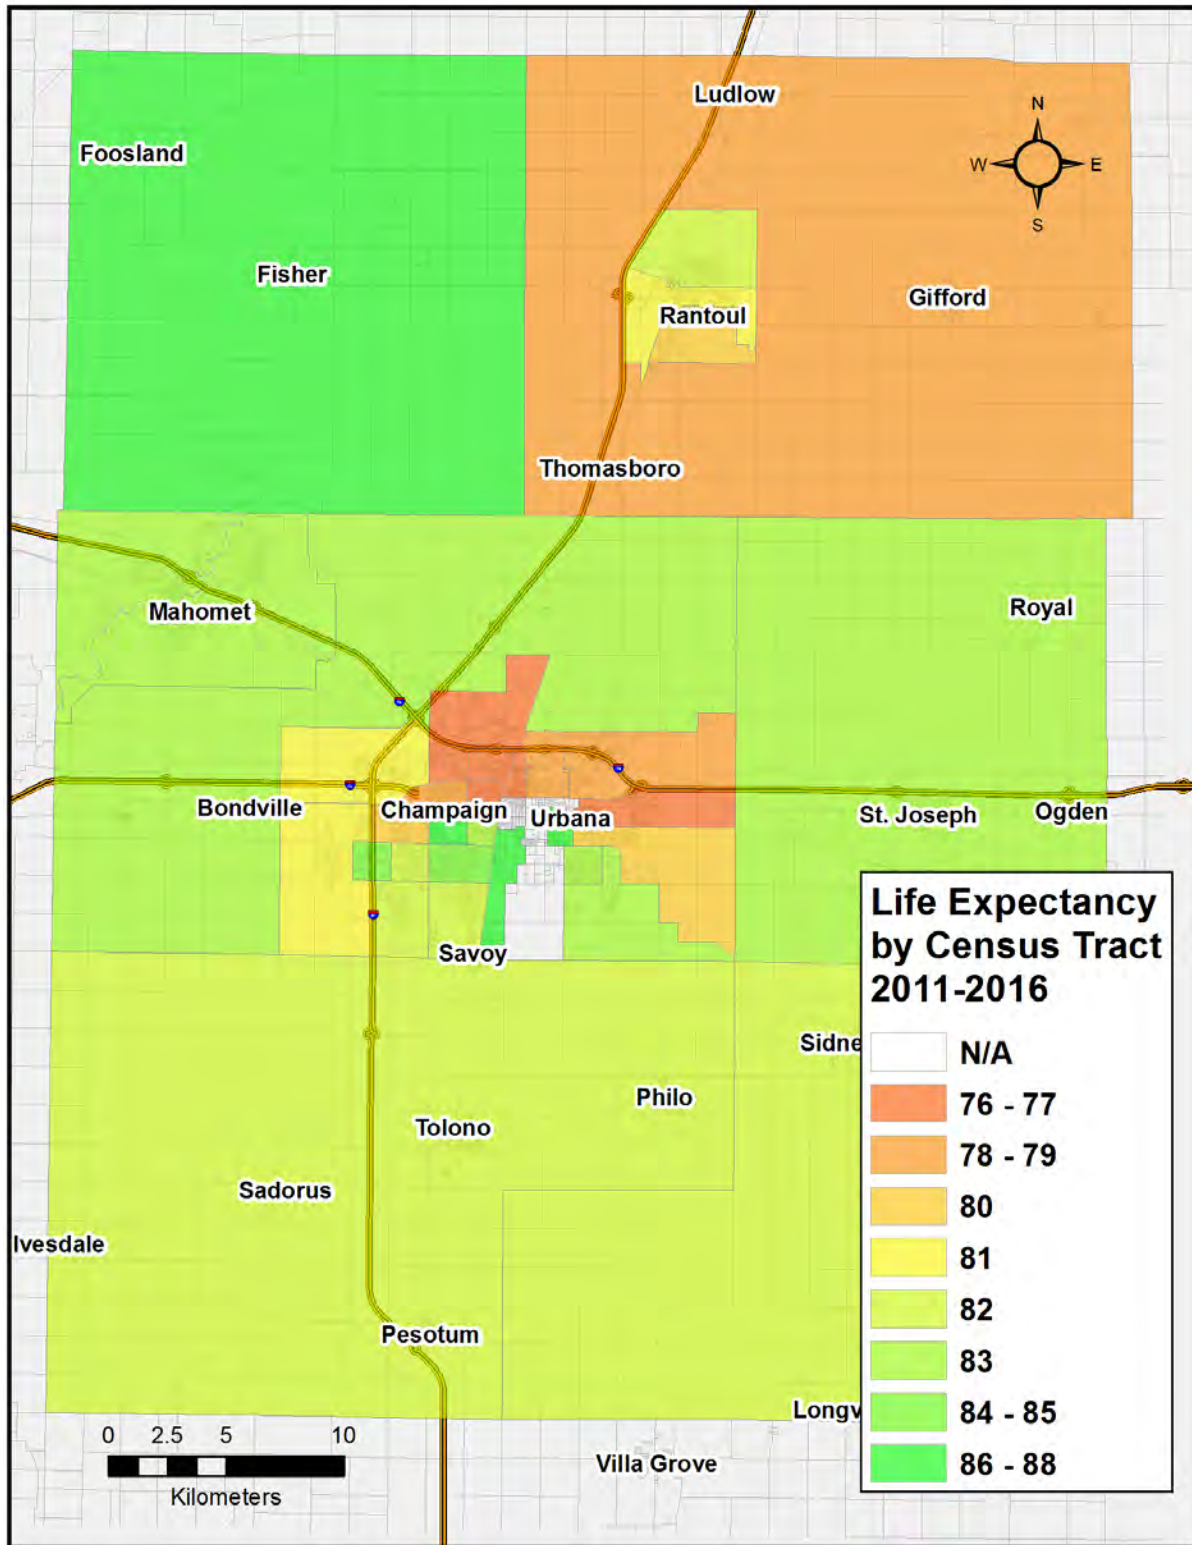 Ludlow
N
Foosland
W
E
S
Fisher
Gifford
Rantoul
Thomasboro
Royal
Mahomet
Bondville
Champaign
Urbana
St. Joseph
Ogden
Savoy
Life Expectancy
by Census Tract
2011-2016
N/A
76 - 77
78 - 79
80
81
82
83
84 - 85
86 - 88
Sidne
Philo
Tolono
Sadorus
Ivesdale
Pesotum
Longv
Villa Grove
0 2.5 5 10
Kilometers